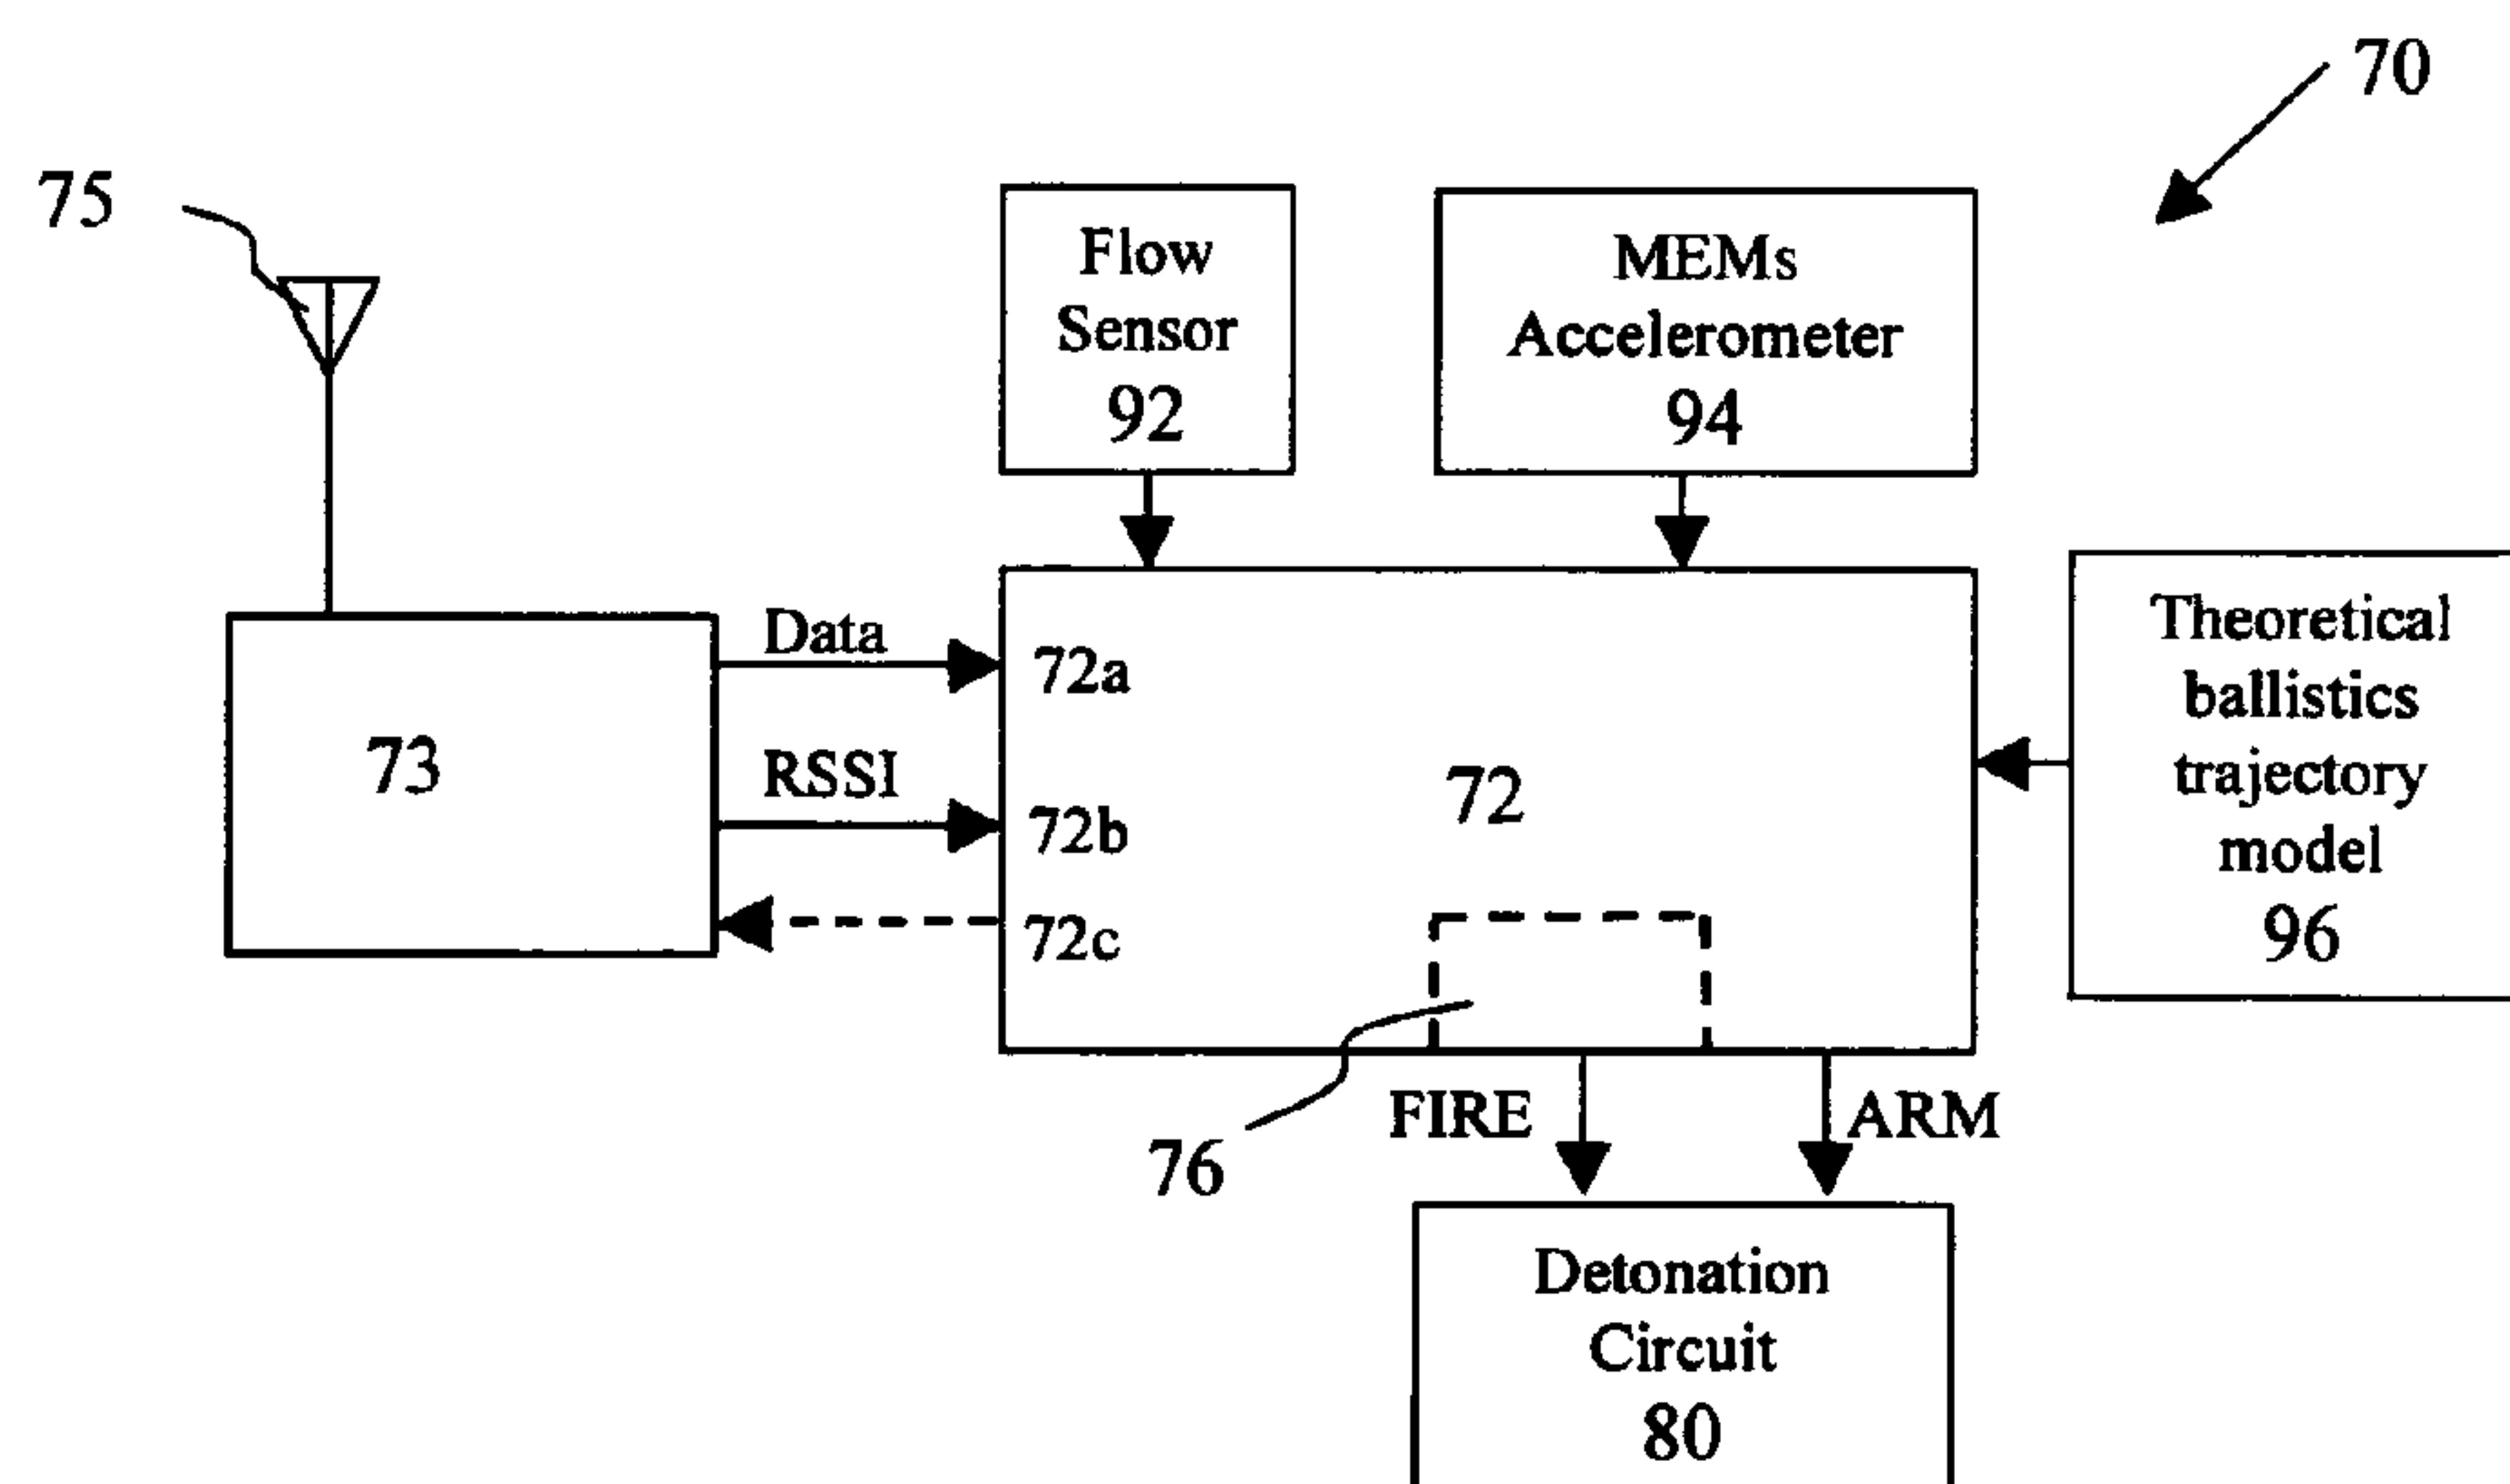 70
75
Flow
Sensor
92
MEMs
Accelerometer
94
Data
72a
RSSI
72b
72c
73
72
Theoretical
ballistics
trajectory
model
96
76
FIRE
ARM
Detonation
Circuit
80